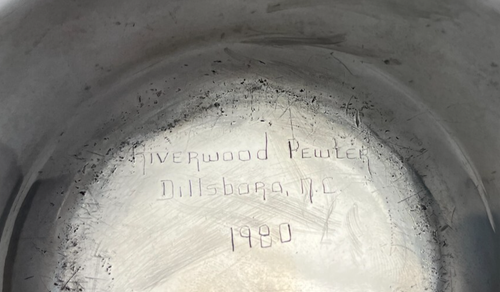 Riverwood Pewter
Dillsboro, N.C.
1980